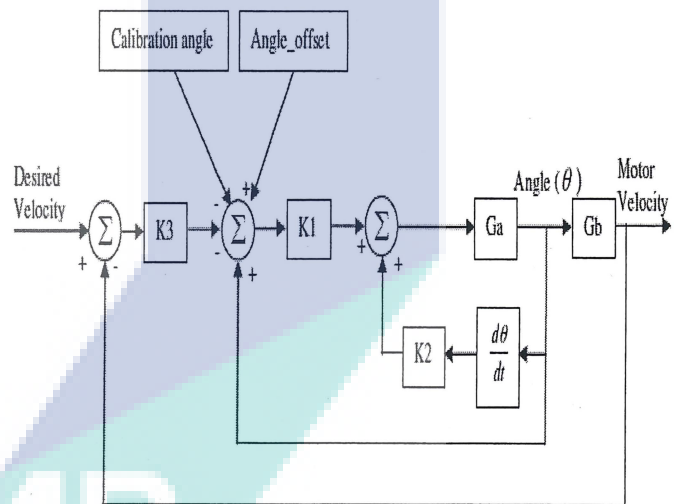 Calibration angle
Angle_offset
Desired
Velocity
Σ
+
-
K3
-
+
-
Σ
+
K1
Σ
+
+
Ga
Angle (θ)
Gb
Motor
Velocity
K2
dθ
dt